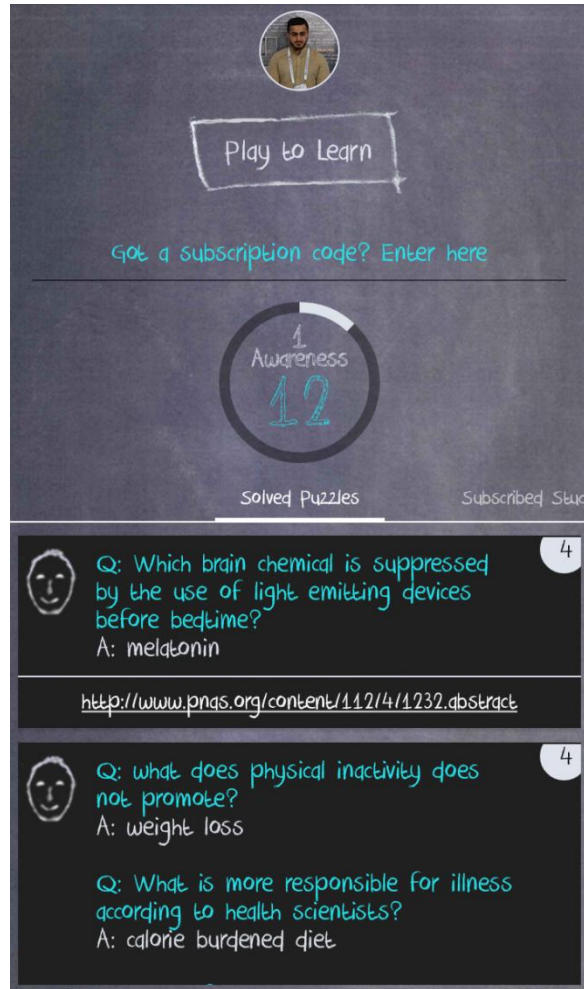 Play to Learn
Got a subscription code? Enter here
1
Awareness
12
Solved Puzzles
Subscribed Stud
4
Q: Which brain chemical is suppressed
by the use of light emitting devices
before bedtime?
A: melatonin
http://www.pnas.org/content/112/4/1232.abstract
4
Q: what does physical inactivity does
not promote?
A: weight loss
Q: What is more responsible for illness
according to health scientists?
A: calorie burdened diet